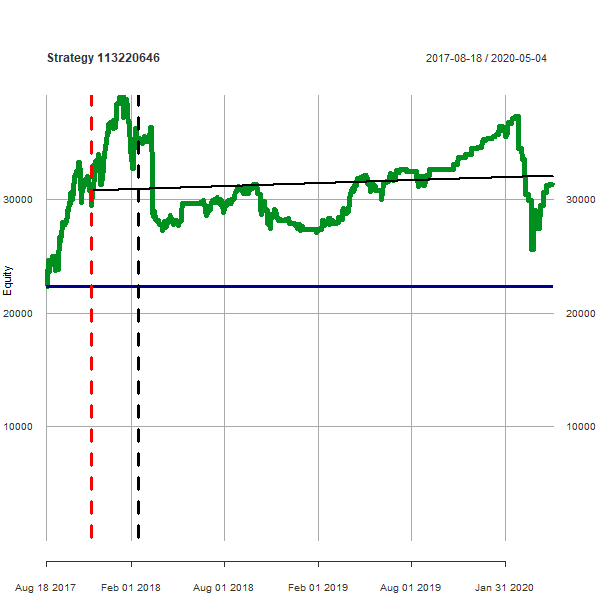 Strategy 113220646
2017-08-18 / 2020-05-04
30000
30000
Equity
20000
20000
10000
10000
Aug 18 2017
Feb 01 2018
Aug 01 2018
Feb 01 2019
Aug 01 2019
Jan 31 2020